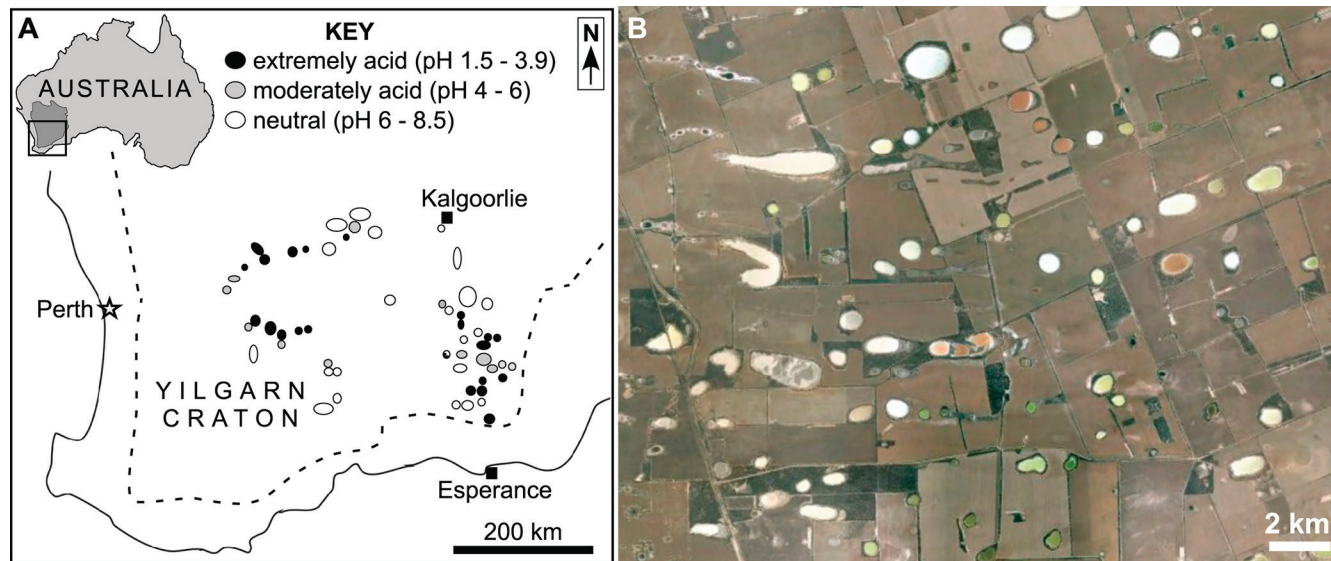 A
KEY
N
extremely acid (pH 1.5 - 3.9)
moderately acid (pH 4 - 6)
neutral (pH 6 - 8.5)
AUSTRALIA
Kalgoorlie
Perth
YILGARN
CRATON
Esperance
200 km
B
2 km